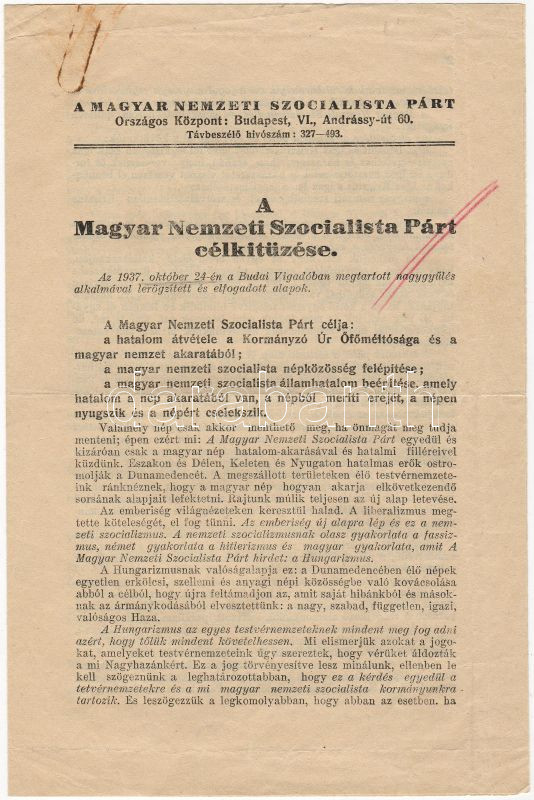 A MAGYAR NEMZETI SZOCIALISTA PÁRT
Országos Központ: Budapest, VI., Andrássy-út 60.
Távbeszélő hívószám: 327—493.
A
Magyar Nemzeti Szocialista Párt
célkitüzése.
Az 1937. október 24-én a Budai Vigadóban megtartott nagygyülés
alkalmával lerögzített és elfogadott alapok.
A Magyar Nemzeti Szocialista Párt célja:
a hatalom átvétele a Kormányzó Úr Őfőméltósága és a
magyar nemzet akaratából;
a magyar nemzeti szocialista népközösség felépítése;
a magyar nemzeti szocialista államhatalom beérítése, amely
hatalom a nép akaratából van, a népből meríti erejét, a népen
nyugszik és a népért cselekszik.
Valamely nép csak akkor menthető meg, ha önmagát meg tudja
menteni; épen ezért mi: A Magyar Nemzeti Szocialista Párt egyedül és
kizáróan csak a magyar nép hatalom-akarásával és hatalmi filléreivel
küzdünk. Északon és Délen, Keleten és Nyugaton hatalmas erők ostro-
molják a Dunamedencét. A megszállott területeken élő testvérnemzete-
ink ránknéznek, hogy a magyar nép hogyan akarja elkövetkezendő
sorsának alapjait lefektetni. Rajtunk múlik teljesen az új alap letevése.
Az emberiség világnézeteken keresztül halad. A liberalizmus meg-
tette kötelességét, el fog tünni. Az emberiség új alapra lép és ez a nem-
zeti szocializmus. A nemzeti szocializmusnak olasz gyakorlata a fassiz-
mus, német gyakorlata a hitlerizmus és magyar gyakorlata, amit A
Magyar Nemzeti Szocialista Párt hirdet: a Hungarizmus.
A Hungarizmusnak valóságalapja ez: a Dunamedencében élő népek
egyetlen erkölcsi, szellemi és anyagi népi közösségbe való kovácsolása
abból a célból, hogy újra feltámadjon az, amit saját hibánkból és mások-
nak az ármánykodásából elvesztettünk: a nagy, szabad, független, igazi,
valóságos Haza.
A Hungarizmus az egyes testvérnemzeteknek mindent meg fog adni
azért, hogy tőlük mindent követelhessen. Mi elismerjük azokat a jogo-
kat, amelyeket testvérnemzeteink úgy szereztek, hogy vérüket áldozták
a mi Nagyhazánkért. Ez a jog törvényesítve lesz minálunk, ellenben le
kell szögeznünk a leghatározottabban, hogy ez a kérdés egyedül a
tetvérnemzetekre és a mi magyar nemzeti szocialista kormányunkra
tartozik. És leszögezzük a legkomolyabban, hogy abban az esetben. ha
darabanth